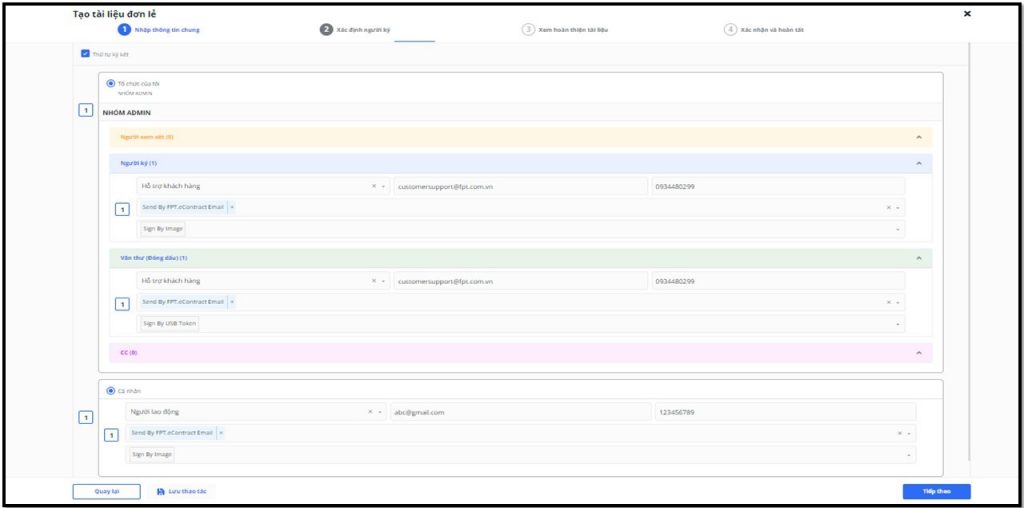 Tạo tài liệu đơn lẻ
1 Nhập thông tin chung 2 Xác định người ký 3 Xem hoàn thiện tài liệu 4 Xác nhận và hoàn tất
Thứ tự ký kết
Tổ chức của tôi
NHÓM ADMIN
1
NHÓM ADMIN
Người xem xét (0)
Người ký (1)
Hỗ trợ khách hàng customersupport@fpt.com.vn 0934480299
1 Send By FPT.eContract Email
Sign By Image
Văn thư (Đóng dấu) (1)
Hỗ trợ khách hàng customersupport@fpt.com.vn 0934480299
1 Send By FPT.eContract Email
Sign By USB Token
CC (0)
Cá nhân
1 Người lao động abc@gmail.com 123456789
1 Send By FPT.eContract Email
Sign By Image
Quay lại Lưu thao tác Tiếp theo